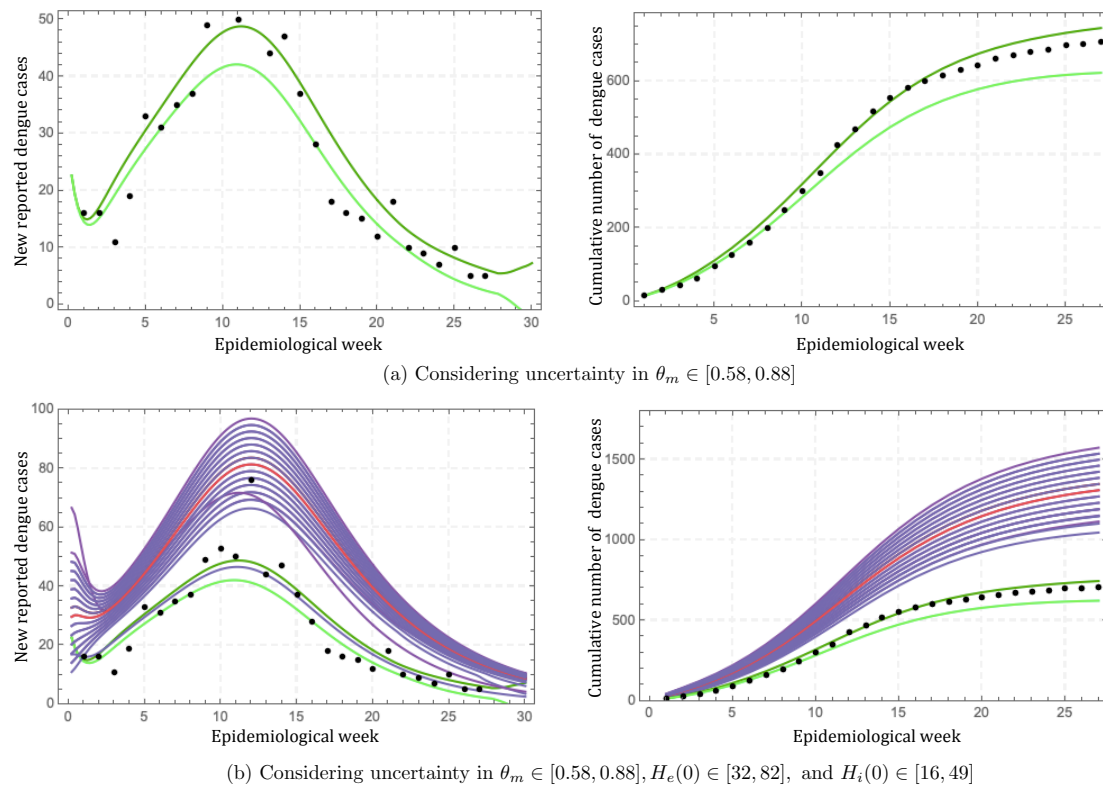 New reported dengue cases
50
40
30
20
10
0
0 5 10 15 20 25 30
Epidemiological week
Cumulative number of dengue cases
600
400
200
0
5 10 15 20 25
Epidemiological week
(a) Considering uncertainty in θm ∈ [0.58, 0.88]
New reported dengue cases
100
80
60
40
20
0
0 5 10 15 20 25 30
Epidemiological week
Cumulative number of dengue cases
1500
1000
500
0
0 5 10 15 20 25
Epidemiological week
(b) Considering uncertainty in θm ∈ [0.58, 0.88], He(0) ∈ [32, 82], and Hi(0) ∈ [16, 49]